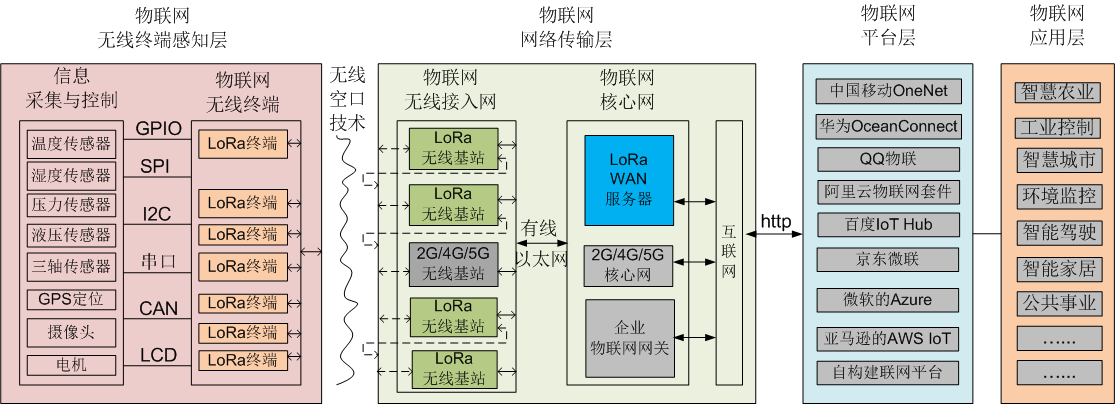 物联网
无线终端感知层
物联网
网络传输层
物联网
平台层
物联网
应用层
信息
采集与控制
温度传感器
湿度传感器
压力传感器
液压传感器
三轴传感器
GPS定位
摄像头
电机
GPIO
SPI
I2C
串口
CAN
LCD
物联网
无线终端
LoRa终端
LoRa终端
LoRa终端
LoRa终端
LoRa终端
LoRa终端
LoRa终端
无线
空口
技术
物联网
无线接入网
LoRa
无线基站
LoRa
无线基站
2G/4G/5G
无线基站
LoRa
无线基站
LoRa
无线基站
有线
以太网
物联网
核心网
LoRa
WAN
服务器
2G/4G/5G
核心网
企业
物联网网关
互
联
网
http
中国移动OneNet
华为OceanConnect
QQ物联
阿里云物联网套件
百度IoT Hub
京东微联
微软的Azure
亚马逊的AWS IoT
自构建联网平台
智慧农业
工业控制
智慧城市
环境监控
智能驾驶
智能家居
公共事业
……
……